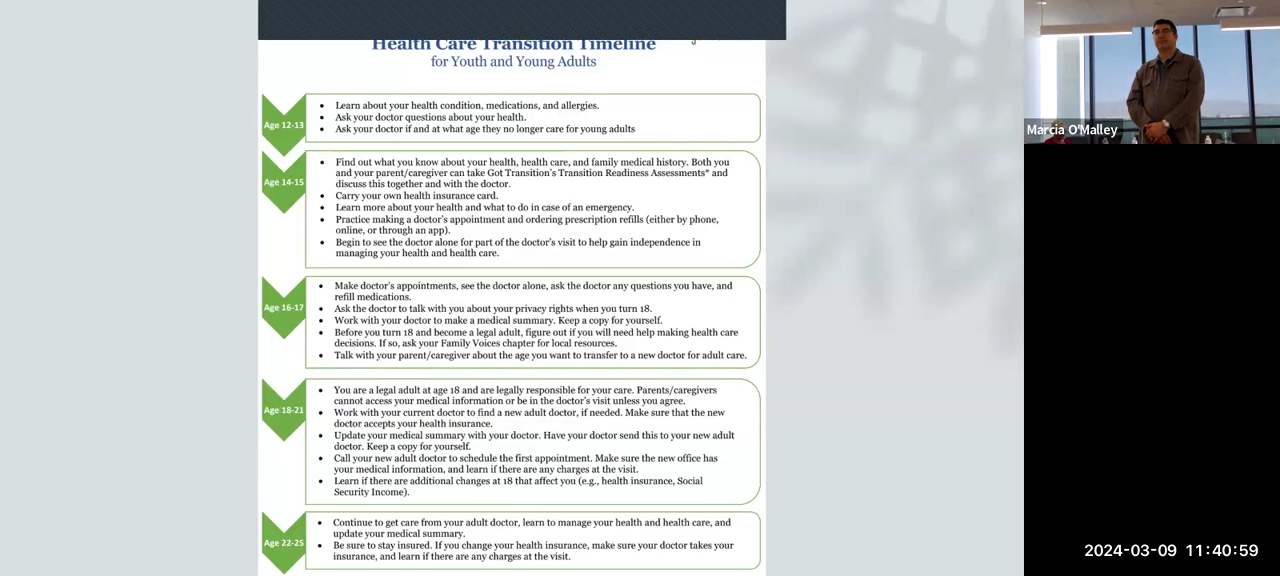 Health Care Transition Timeline
for Youth and Young Adults
Age 12-13
• Learn about your health condition, medications, and allergies.
• Ask your doctor questions about your health.
• Ask your doctor if and at what age they no longer care for young adults
Age 14-15
• Find out what you know about your health, health care, and family medical history. Both you
and your parent/caregiver can take Got Transition's Transition Readiness Assessments* and
discuss this together and with the doctor.
• Carry your own health insurance card.
• Learn more about your health and what to do in case of an emergency.
• Practice making a doctor's appointment and ordering prescription refills (either by phone,
online, or through an app).
• Begin to see the doctor alone for part of the doctor's visit to help gain independence in
managing your health and health care.
Age 16-17
• Make doctor's appointments, see the doctor alone, ask the doctor any questions you have, and
refill medications.
• Ask the doctor to talk with you about your privacy rights when you turn 18.
• Work with your doctor to make a medical summary. Keep a copy for yourself.
• Before you turn 18 and become a legal adult, figure out if you will need help making health care
decisions. If so, ask your Family Voices chapter for local resources.
• Talk with your parent/caregiver about the age you want to transfer to a new doctor for adult care.
Age 18-21
• You are a legal adult at age 18 and are legally responsible for your care. Parents/caregivers
cannot access your medical information or be in the doctor's visit unless you agree.
• Work with your current doctor to find a new adult doctor, if needed. Make sure that the new
doctor accepts your health insurance.
• Update your medical summary with your doctor. Have your doctor send this to your new adult
doctor. Keep a copy for yourself.
• Call your new adult doctor to schedule the first appointment. Make sure the new office has
your medical information, and learn if there are any charges at the visit.
• Learn if there are additional changes at 18 that affect you (e.g., health insurance, Social
Security Income).
Age 22-25
• Continue to get care from your adult doctor, learn to manage your health and health care, and
update your medical summary.
• Be sure to stay insured. If you change your health insurance, make sure your doctor takes your
insurance, and learn if there are any charges at the visit.
Marcia O'Malley
2024-03-09 11:40:59